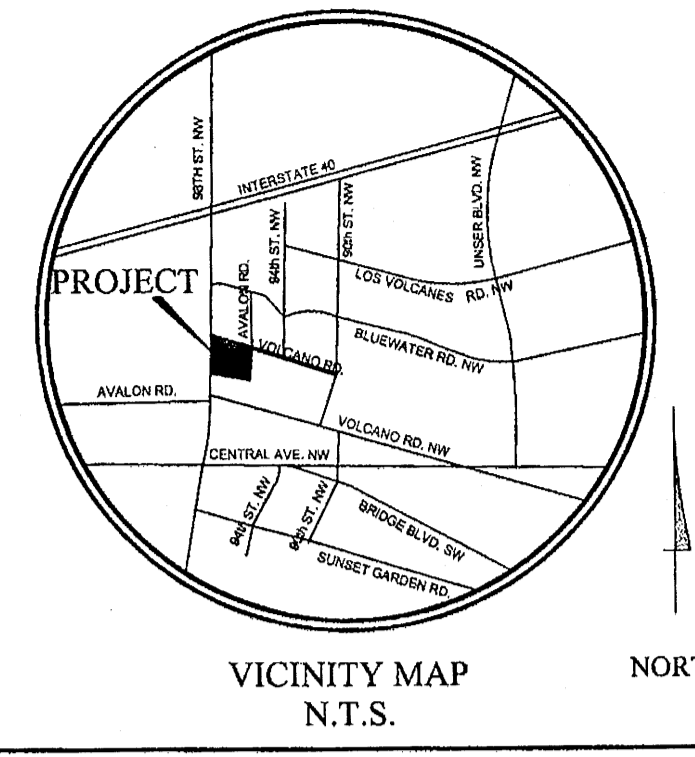 98TH ST. NW
INTERSTATE 40
UNSER BLVD. NW
94th ST. NW
90th ST. NW
PROJECT
AVALON RD.
LOS VOLCANES RD. NW
VOLCANO RD.
BLUEWATER RD. NW
AVALON RD.
VOLCANO RD. NW
CENTRAL AVE. NW
94th ST. NW
90th ST. NW
BRIDGE BLVD. SW
SUNSET GARDEN RD.
VICINITY MAP
N.T.S.
NORT